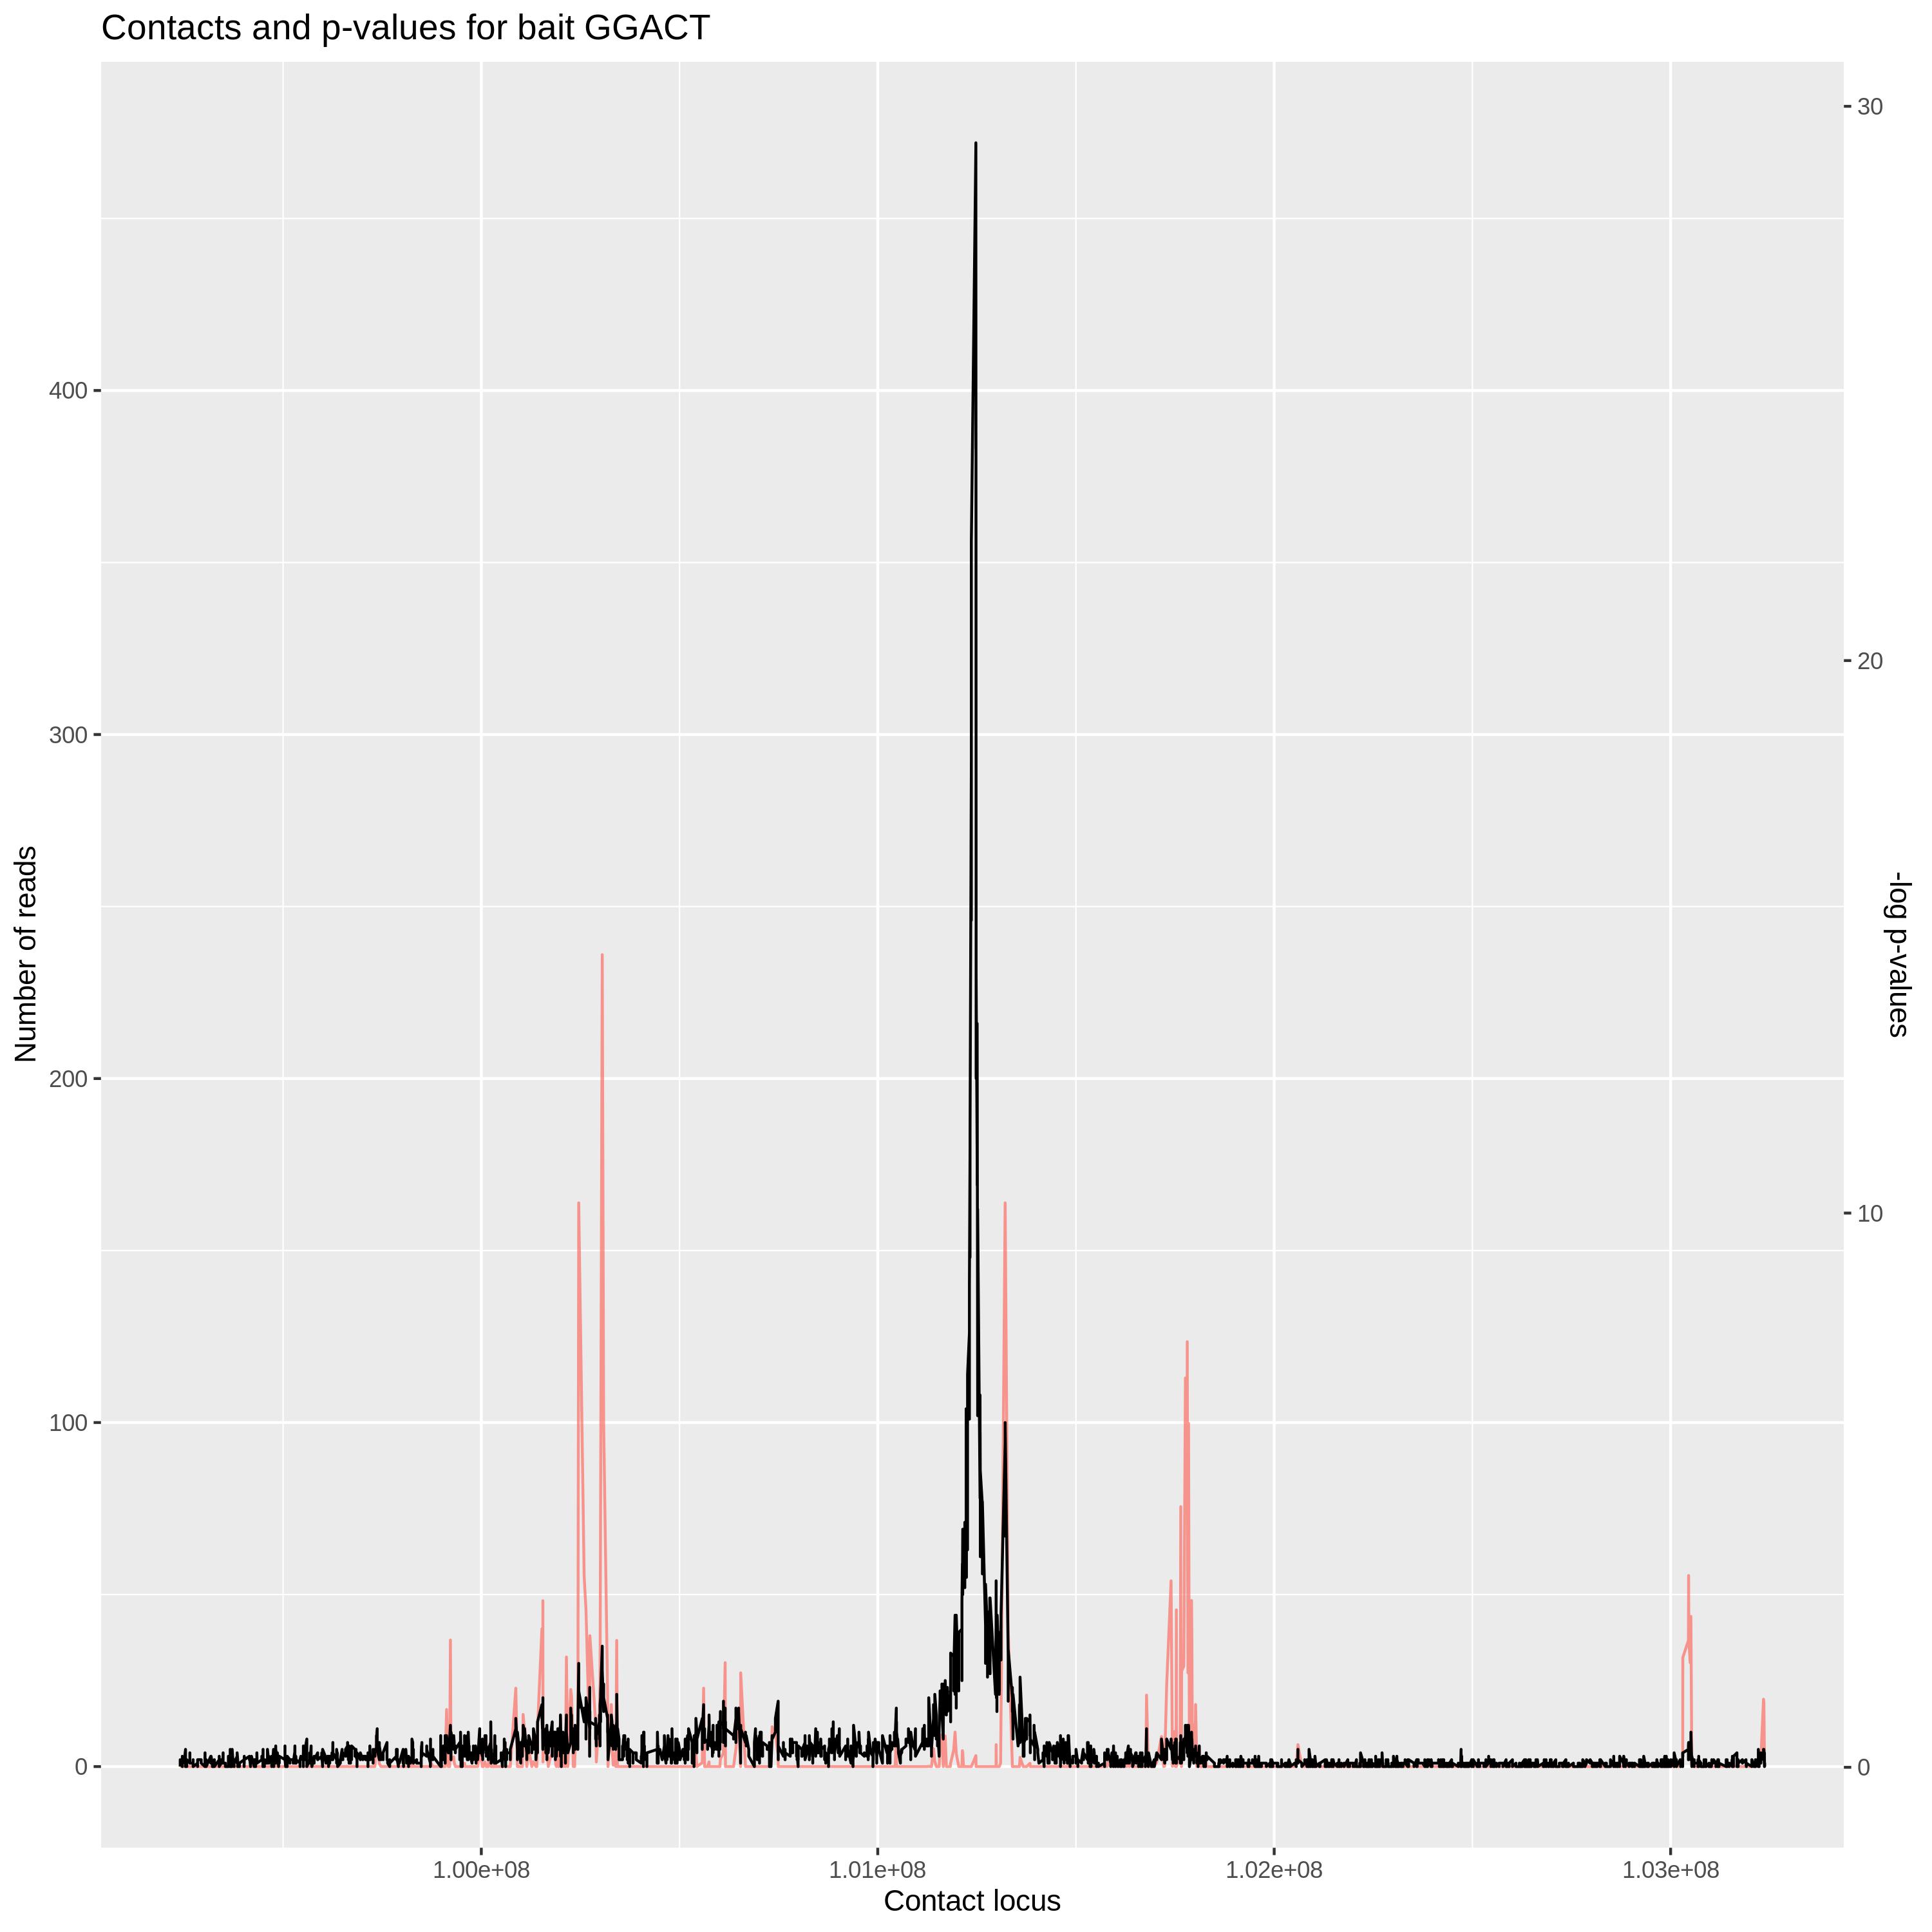 Contacts and p-values for bait GGACT
30
400
20
300
Number of reads
-log p-values
200
10
100
0
0
1.00e+08
1.01e+08
1.02e+08
1.03e+08
Contact locus